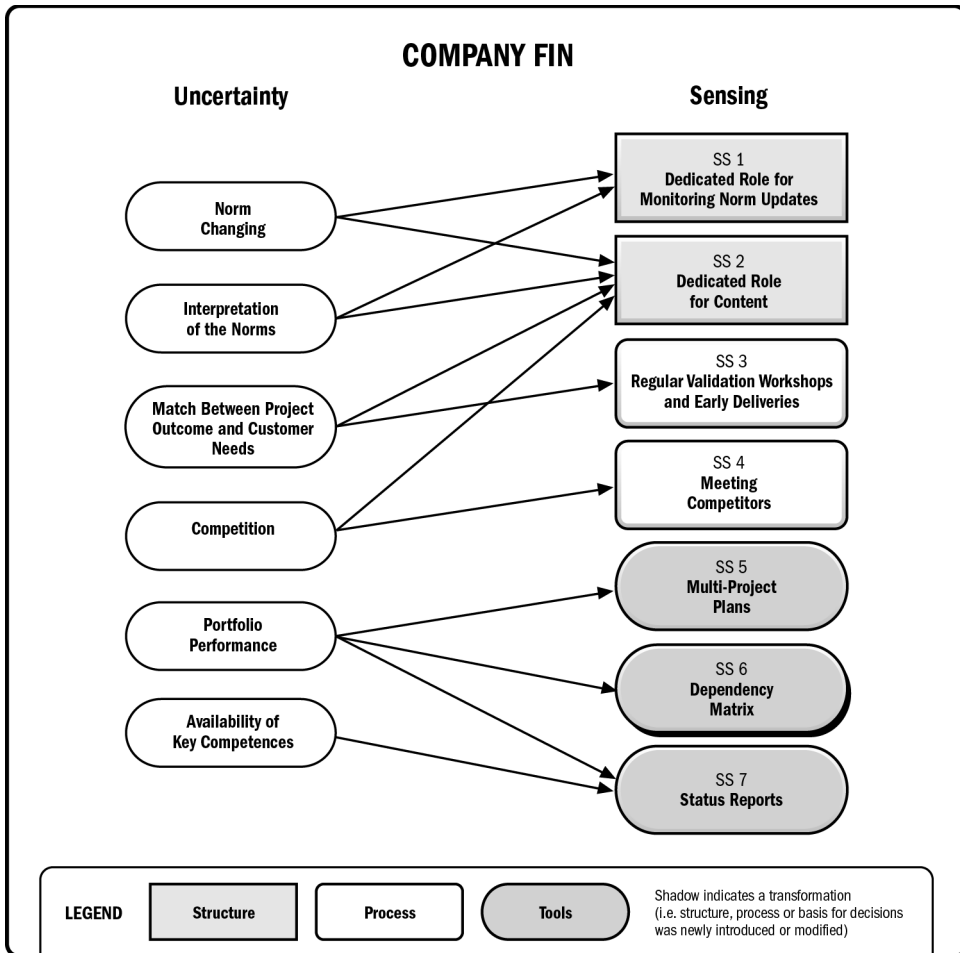 COMPANY FIN
Uncertainty
Sensing
Norm
Changing
Interpretation
of the Norms
Match Between Project
Outcome and Customer
Needs
Competition
Portfolio
Performance
Availability of
Key Competences
SS 1
Dedicated Role for
Monitoring Norm Updates
SS 2
Dedicated Role
for Content
SS 3
Regular Validation Workshops
and Early Deliveries
SS 4
Meeting
Competitors
SS 5
Multi-Project
Plans
SS 6
Dependency
Matrix
SS 7
Status Reports
LEGEND
Structure
Process
Tools
Shadow indicates a transformation
(i.e. structure, process or basis for decisions
was newly introduced or modified)